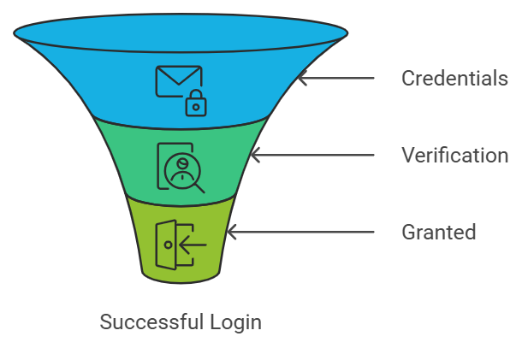 Credentials
Verification
Granted
Successful Login